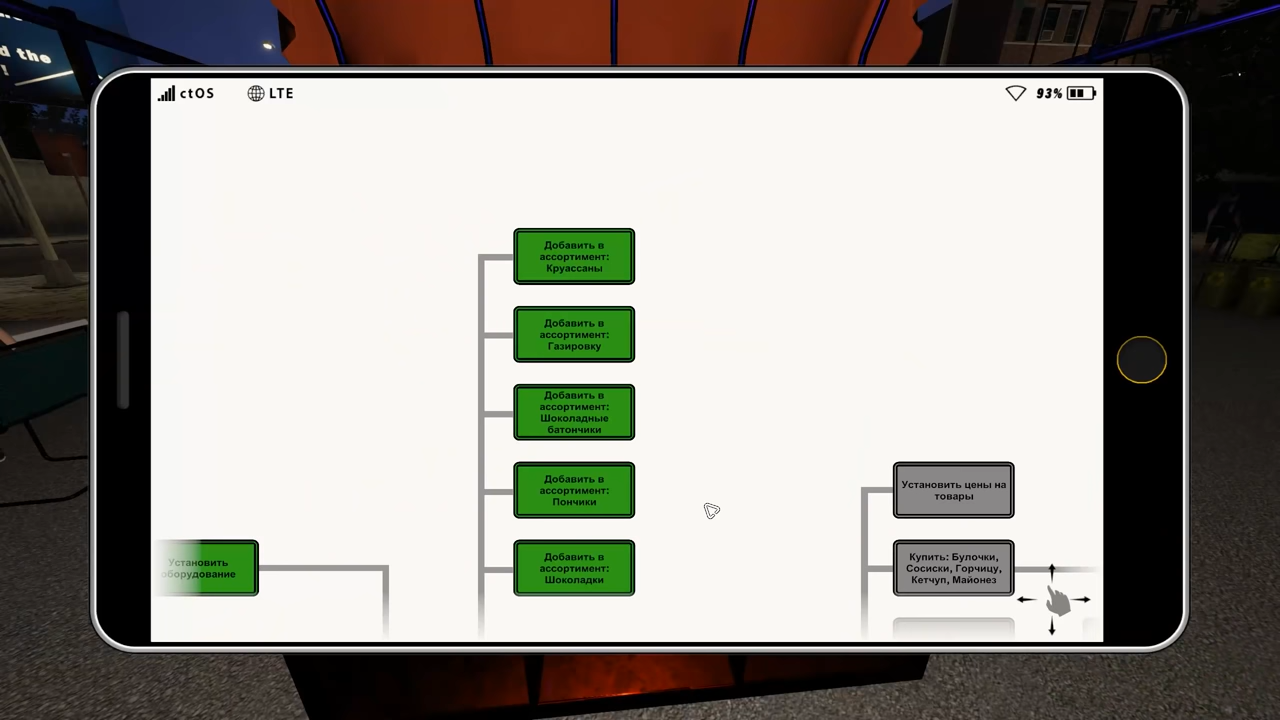 d the
!
ctOS
LTE
93%
Добавить в
ассортимент:
Круассаны
Добавить в
ассортимент:
Газировку
Добавить в
ассортимент:
Шоколадные
батончики
Добавить в
ассортимент:
Пончики
Установить цены на
товары
Установить
оборудование
Добавить в
ассортимент:
Шоколадки
Купить: Булочки,
Сосиски, Горчицу,
Кетчуп, Майонез